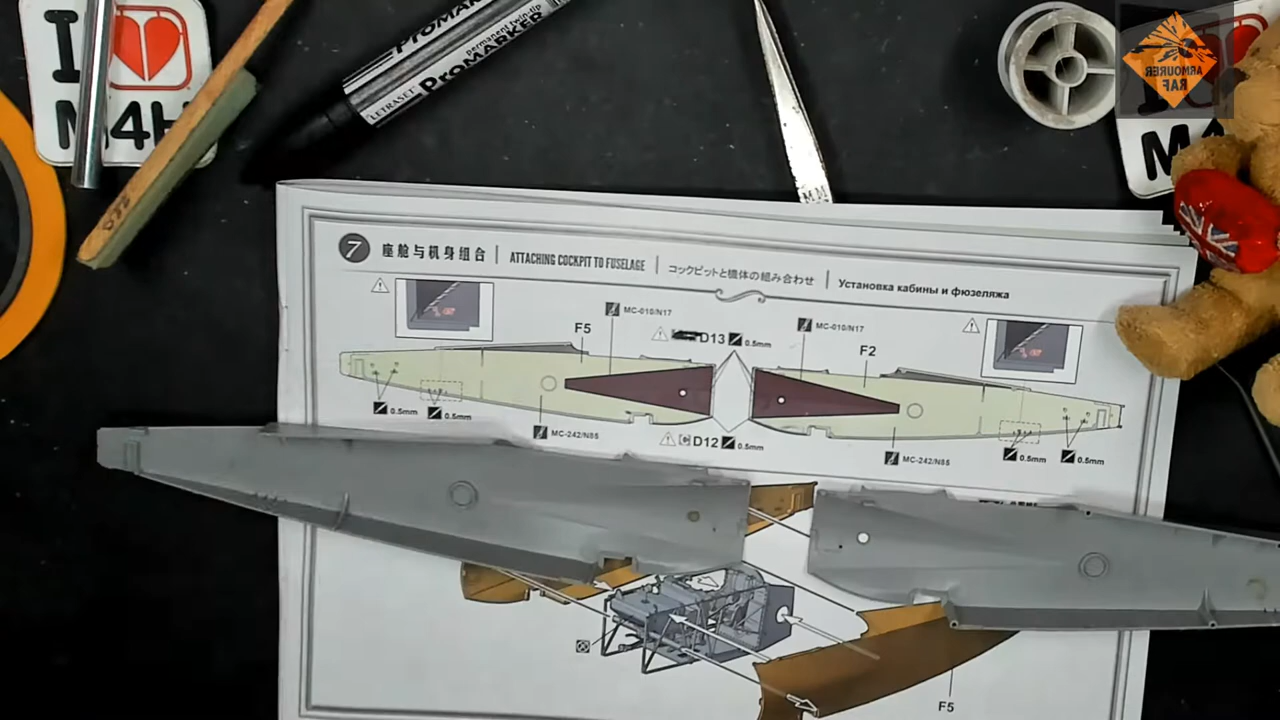 I
M4H
ProMARKER
permanent twin-tip
ProMARKER
LETRASET
ARMOURER
RAF
MM
7 座舱与机身组合 ATTACHING COCKPIT TO FUSELAGE コックピットと機体の組み合わせ Установка кабины и фюзеляжа
MC-010/N17
MC-010/N17
F5
D13 0.5mm
F2
0.5mm
0.5mm
MC-242/N85
C D12 0.5mm
MC-242/N85
0.5mm
0.5mm
F5